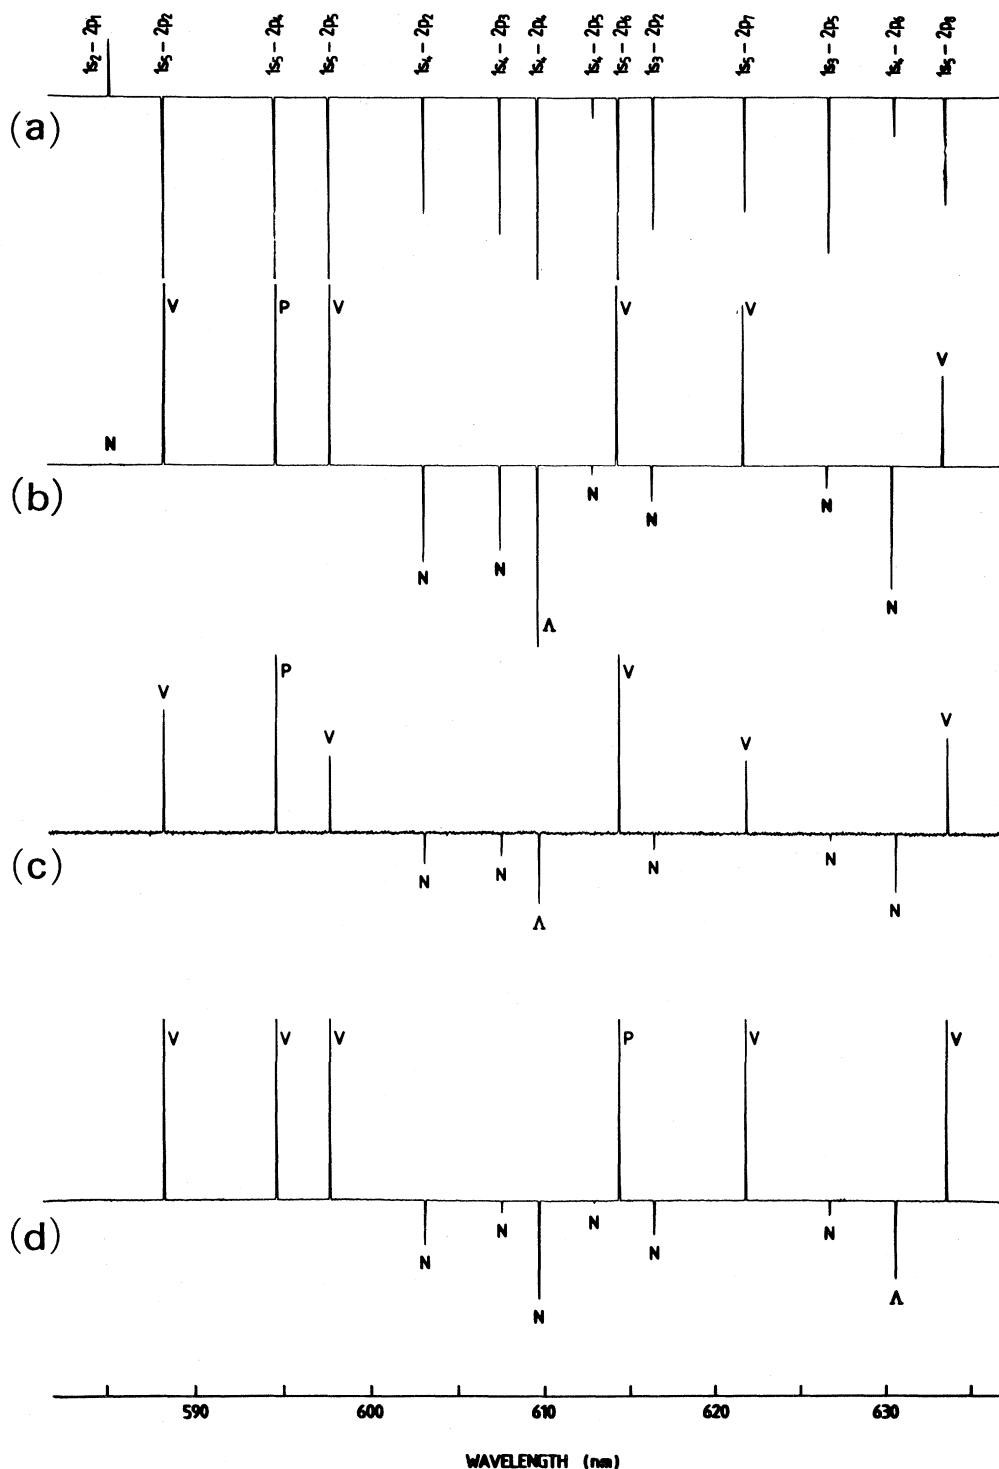 1s₂ – 2p₁
1s₅ – 2p₂
1s₅ – 2p₄
1s₅ – 2p₅
1s₄ – 2p₂
1s₄ – 2p₃
1s₄ – 2p₄
1s₄ – 2p₅
1s₅ – 2p₆
1s₃ – 2p₂
1s₅ – 2p₇
1s₃ – 2p₅
1s₄ – 2p₆
1s₅ – 2p₈
(a)
V P V V V
V
N
(b)
N N N
N N N
Λ
N
P V
V V V V
(c)
N N N N N
Λ
V V V P V V
(d)
N N N N N N
N Λ
590 600 610 620 630
WAVELENGTH (nm)